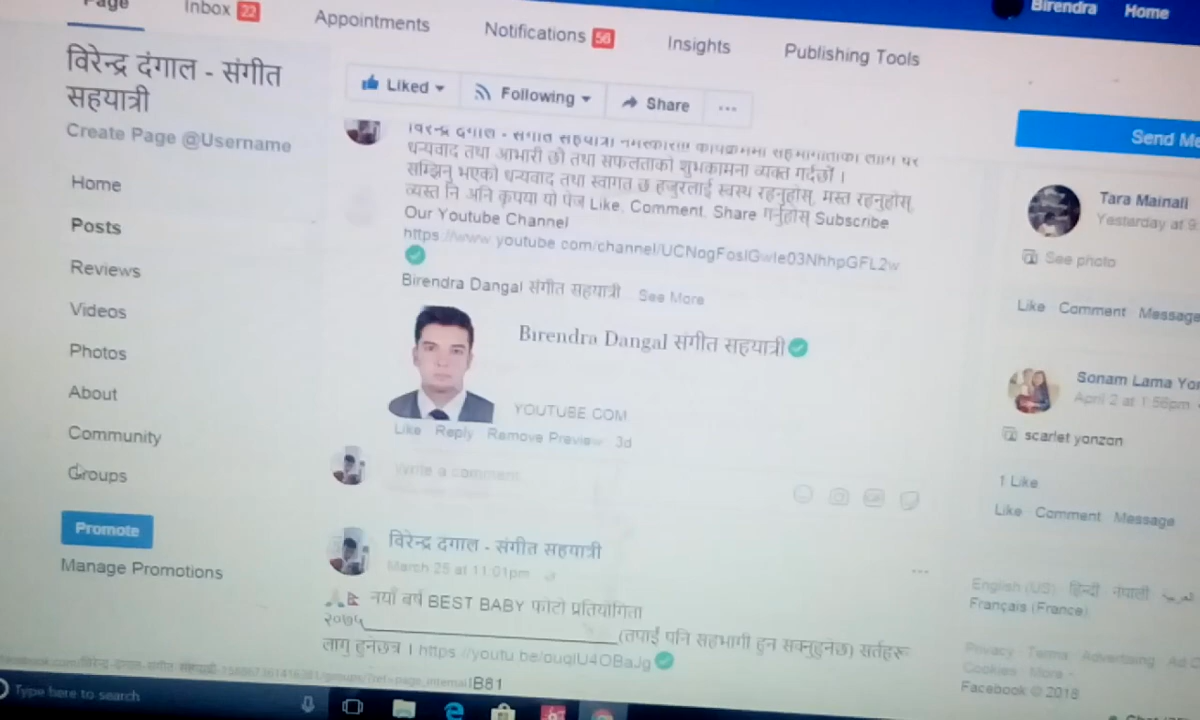 Page Inbox 22 Appointments Notifications 56 Insights Publishing Tools
Birendra Home
विरेन्द्र दंगाल - संगीत
सहयात्री
Create Page @Username
Home
Posts
Reviews
Videos
Photos
About
Community
Groups
Promote
Manage Promotions
Liked Following Share ...
विरेन्द्र दंगाल - संगीत सहयात्री
धन्यवाद तथा आभारी छौं तथा सफलताको शुभकामना व्यक्त गर्दछौं ।
सम्झिनु भएको धन्यवाद तथा स्वागत छ हजुरलाई स्वस्थ रहनुहोस्, मस्त रहनुहोस्,
व्यस्त नि अनि कृपया यो पेज Like, Comment, Share गर्नुहोस् Subscribe
Our Youtube Channel
https://www.youtube.com/channel/
Birendra Dangal संगीत सहयात्री... See More
Birendra Dangal संगीत सहयात्री
YOUTUBE.COM
Like Reply Remove Preview 3d
Write a comment...
विरेन्द्र दंगाल - संगीत सहयात्री
March 25 at 11:01pm
नयाँ बर्ष BEST BABY फोटो प्रतियोगिता
२०७५ (तपाईं पनि सहभागी हुन सक्नुहुनेछ) सर्तहरू
लागु हुनेछन्र । https://youtu.be/ouqlU4OBaJg
Send Me
Tara Mainali
Yesterday at 9:
See photo
Like Comment Message
Sonam Lama Yon
April 2 at 1:56pm
scarlet yonzon
1 Like
Like Comment Message
English (US) हिन्दी नेपाली العربية
Français (France)
Privacy Terms Advertising Ad
Cookies More
Facebook © 2018
Type here to search